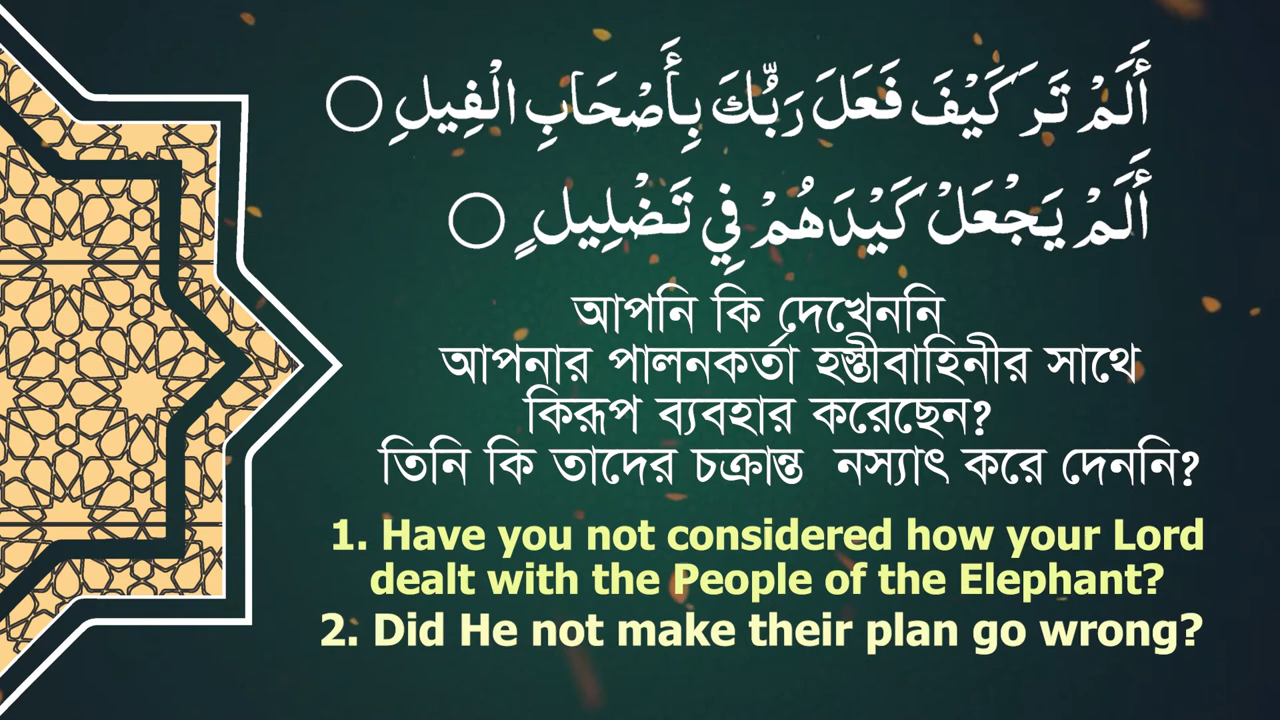 أَلَمْ تَرَ كَيْفَ فَعَلَ رَبُّكَ بِأَصْحَابِ الْفِيلِ ○
أَلَمْ يَجْعَلْ كَيْدَهُمْ فِي تَضْلِيلٍ ○
আপনি কি দেখেননি
আপনার পালনকর্তা হস্তীবাহিনীর সাথে
কিরূপ ব্যবহার করেছেন?
তিনি কি তাদের চক্রান্ত নস্যাৎ করে দেননি?
1. Have you not considered how your Lord
dealt with the People of the Elephant?
2. Did He not make their plan go wrong?